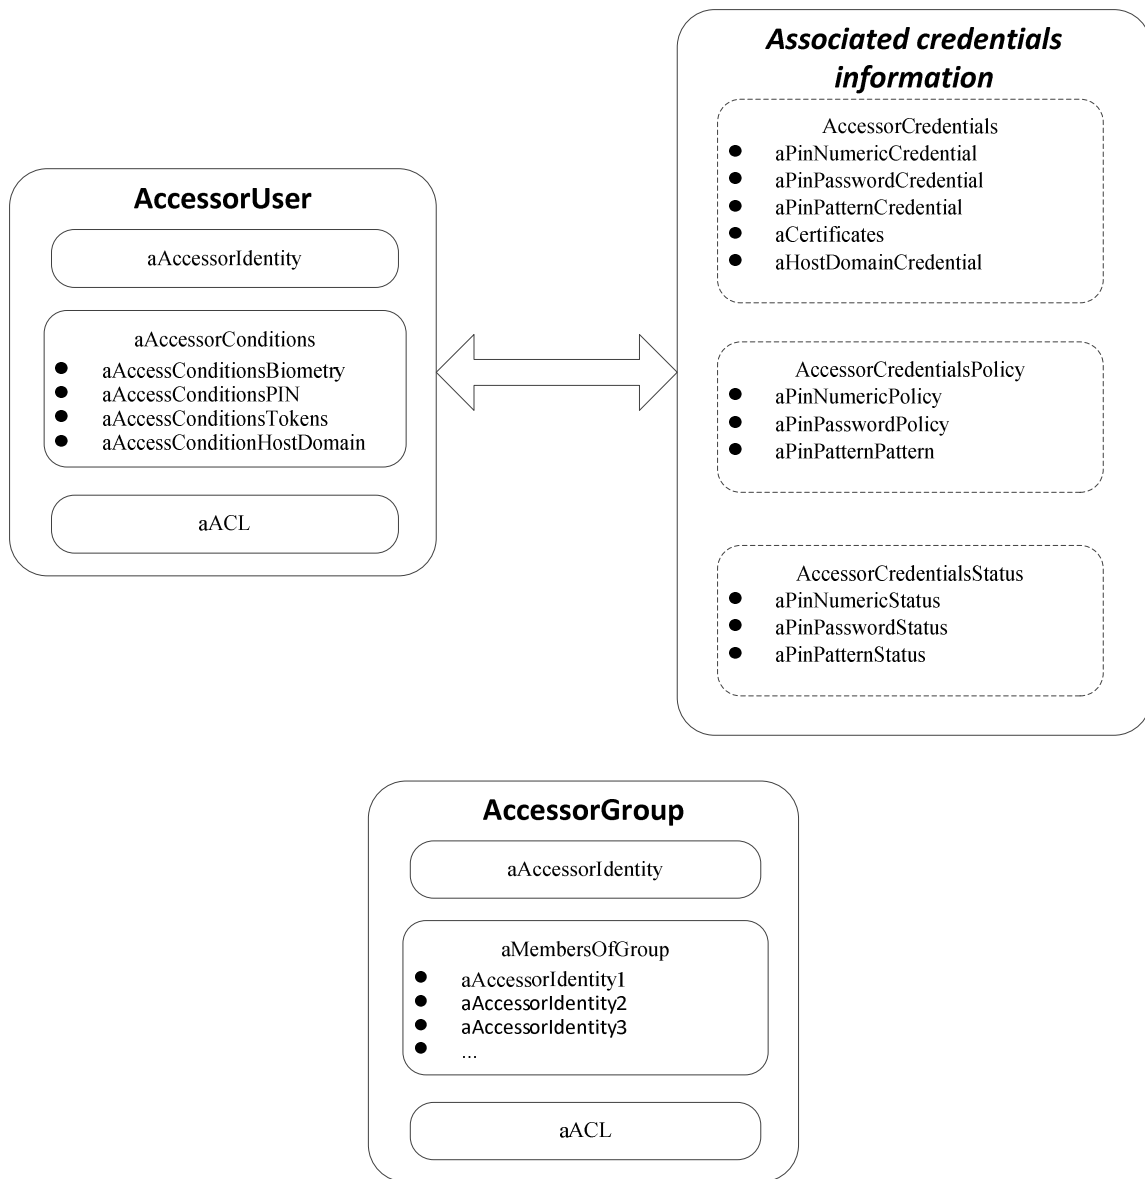 Associated credentials
information
AccessorCredentials
● aPinNumericCredential
● aPinPasswordCredential
● aPinPatternCredential
● aCertificates
● aHostDomainCredential
AccessorCredentialsPolicy
● aPinNumericPolicy
● aPinPasswordPolicy
● aPinPatternPattern
AccessorCredentialsStatus
● aPinNumericStatus
● aPinPasswordStatus
● aPinPatternStatus
AccessorUser
aAccessorIdentity
aAccessorConditions
● aAccessConditionsBiometry
● aAccessConditionsPIN
● aAccessConditionsTokens
● aAccessConditionHostDomain
aACL
AccessorGroup
aAccessorIdentity
aMembersOfGroup
● aAccessorIdentity1
● aAccessorIdentity2
● aAccessorIdentity3
● ...
aACL